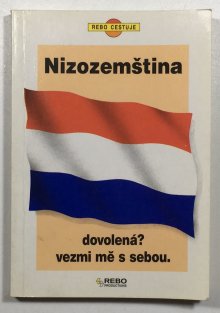 REBO CESTUJE
Nizozemština
dovolená?
vezmi mě s sebou.
REBO
PRODUCTIONS